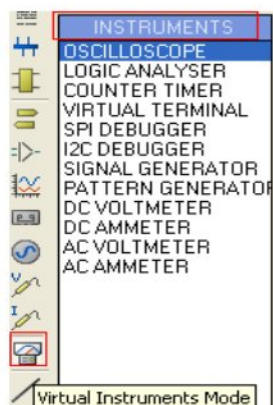 INSTRUMENTS
OSCILLOSCOPE
LOGIC ANALYSER
COUNTER TIMER
VIRTUAL TERMINAL
SPI DEBUGGER
I2C DEBUGGER
SIGNAL GENERATOR
PATTERN GENERATOR
DC VOLTMETER
DC AMMETER
AC VOLTMETER
AC AMMETER
V
I
Virtual Instruments Mode